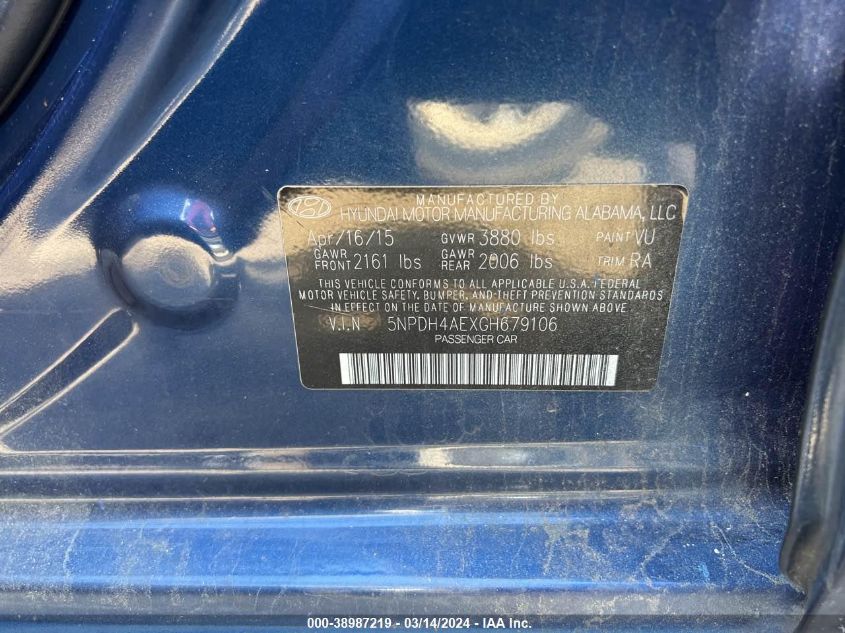 MANUFACTURED BY
HYUNDAI MOTOR MANUFACTURING ALABAMA, LLC
Apr/16/15 GVWR 3880 lbs PAINT VU
GAWR FRONT 2161 lbs GAWR REAR 2006 lbs TRIM RA
THIS VEHICLE CONFORMS TO ALL APPLICABLE U.S.A. FEDERAL
MOTOR VEHICLE SAFETY, BUMPER, AND THEFT PREVENTION STANDARDS
IN EFFECT ON THE DATE OF MANUFACTURE SHOWN ABOVE
V.I.N 5NPDH4AEXGH679106
PASSENGER CAR
000-38987219 - 03/14/2024 - IAA Inc.